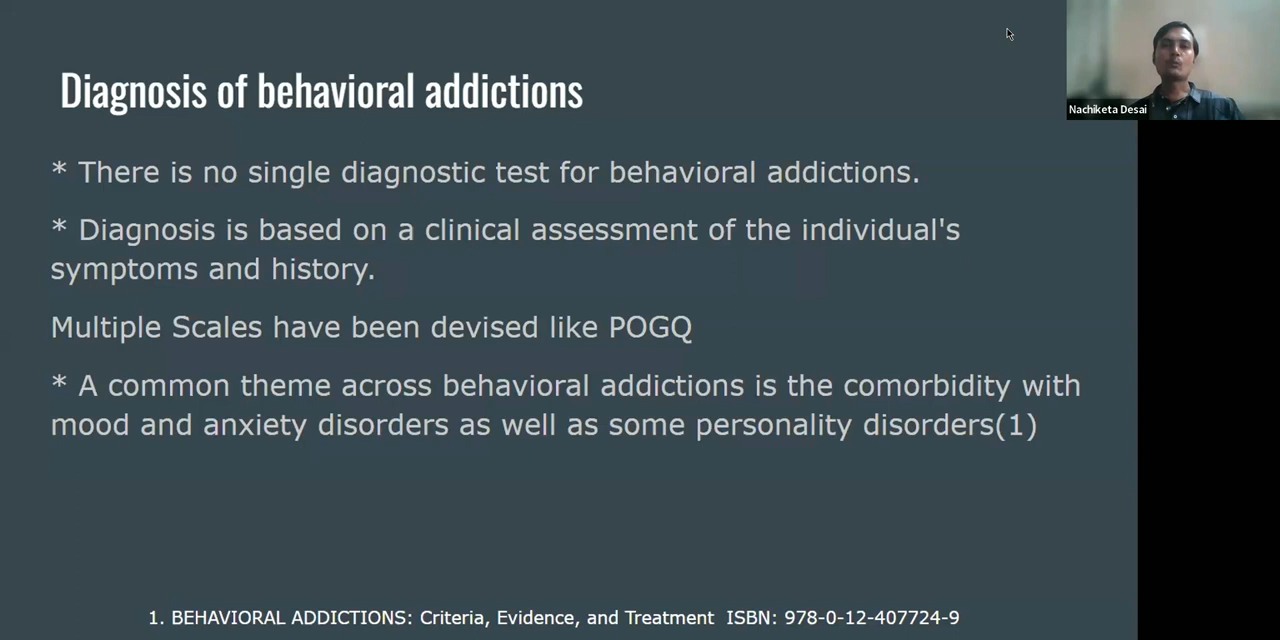 Diagnosis of behavioral addictions
Nachiketa Desai
* There is no single diagnostic test for behavioral addictions.
* Diagnosis is based on a clinical assessment of the individual's
symptoms and history.
Multiple Scales have been devised like POGQ
* A common theme across behavioral addictions is the comorbidity with
mood and anxiety disorders as well as some personality disorders(1)
1. BEHAVIORAL ADDICTIONS: Criteria, Evidence, and Treatment ISBN: 978-0-12-407724-9